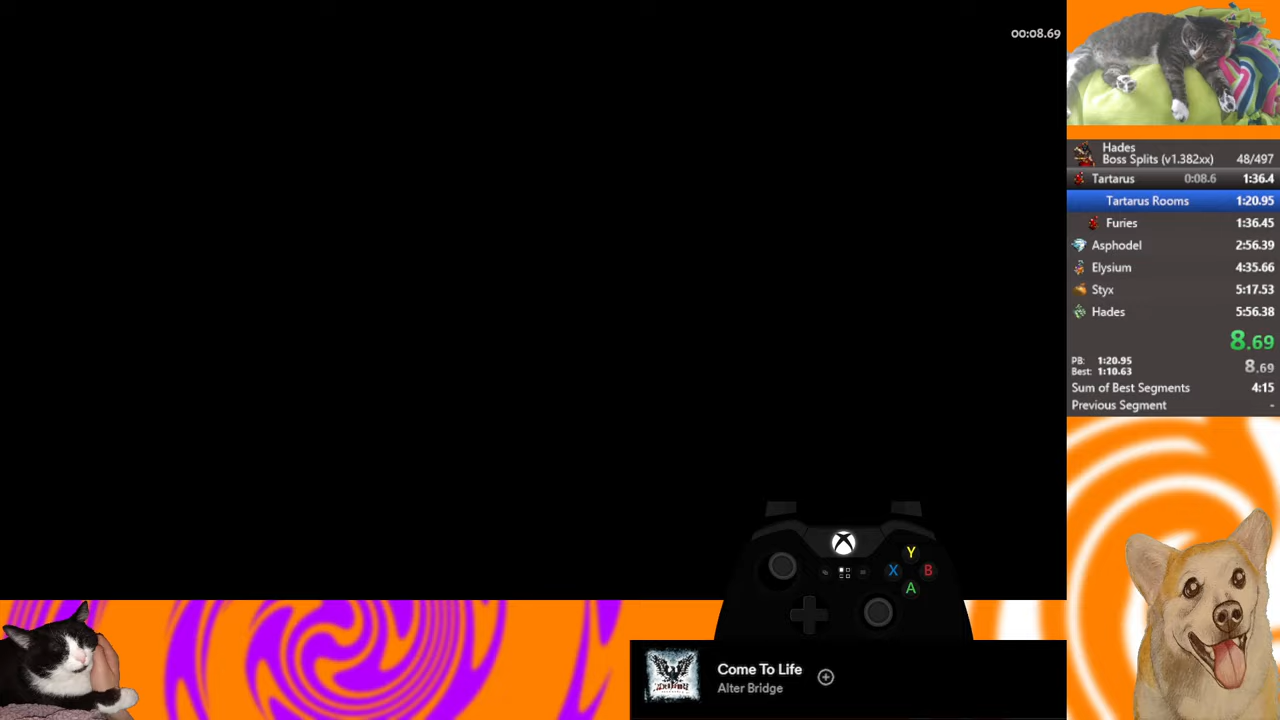 00:08.69
Hades
Boss Splits (v1.382xx) 48/497
Tartarus 0:08.6 1:36.4
Tartarus Rooms 1:20.95
Furies 1:36.45
Asphodel 2:56.39
Elysium 4:35.66
Styx 5:17.53
Hades 5:56.38
8.69
PB: 1:20.95
Best: 1:10.63
8.69
Sum of Best Segments 4:15
Previous Segment -
Y
X B
A
Come To Life
Alter Bridge